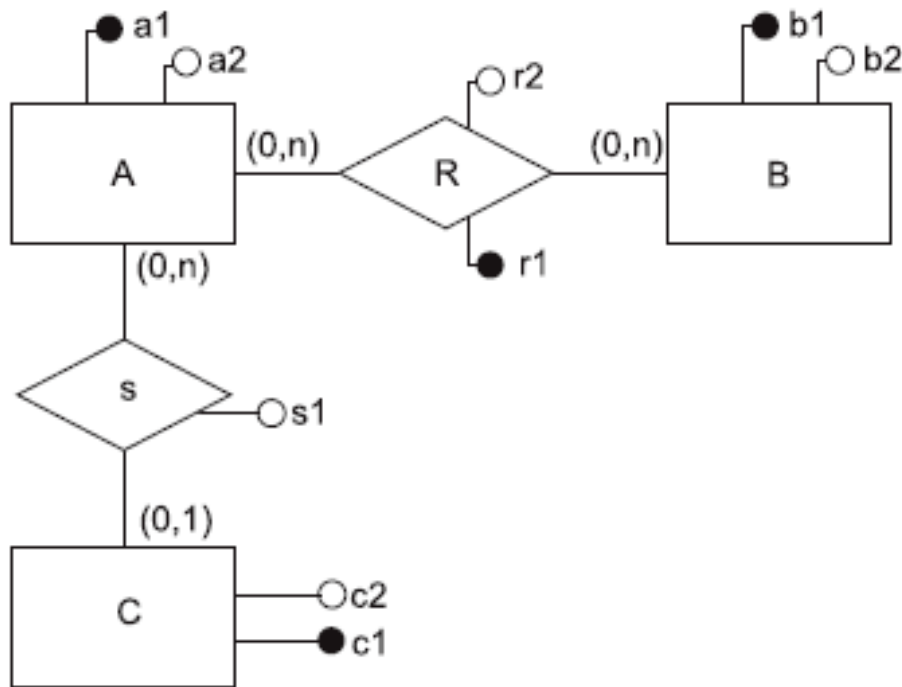 a1
a2
b1
b2
r2
A
(0,n)
R
(0,n)
B
(0,n)
r1
s
s1
(0,1)
C
c2
c1